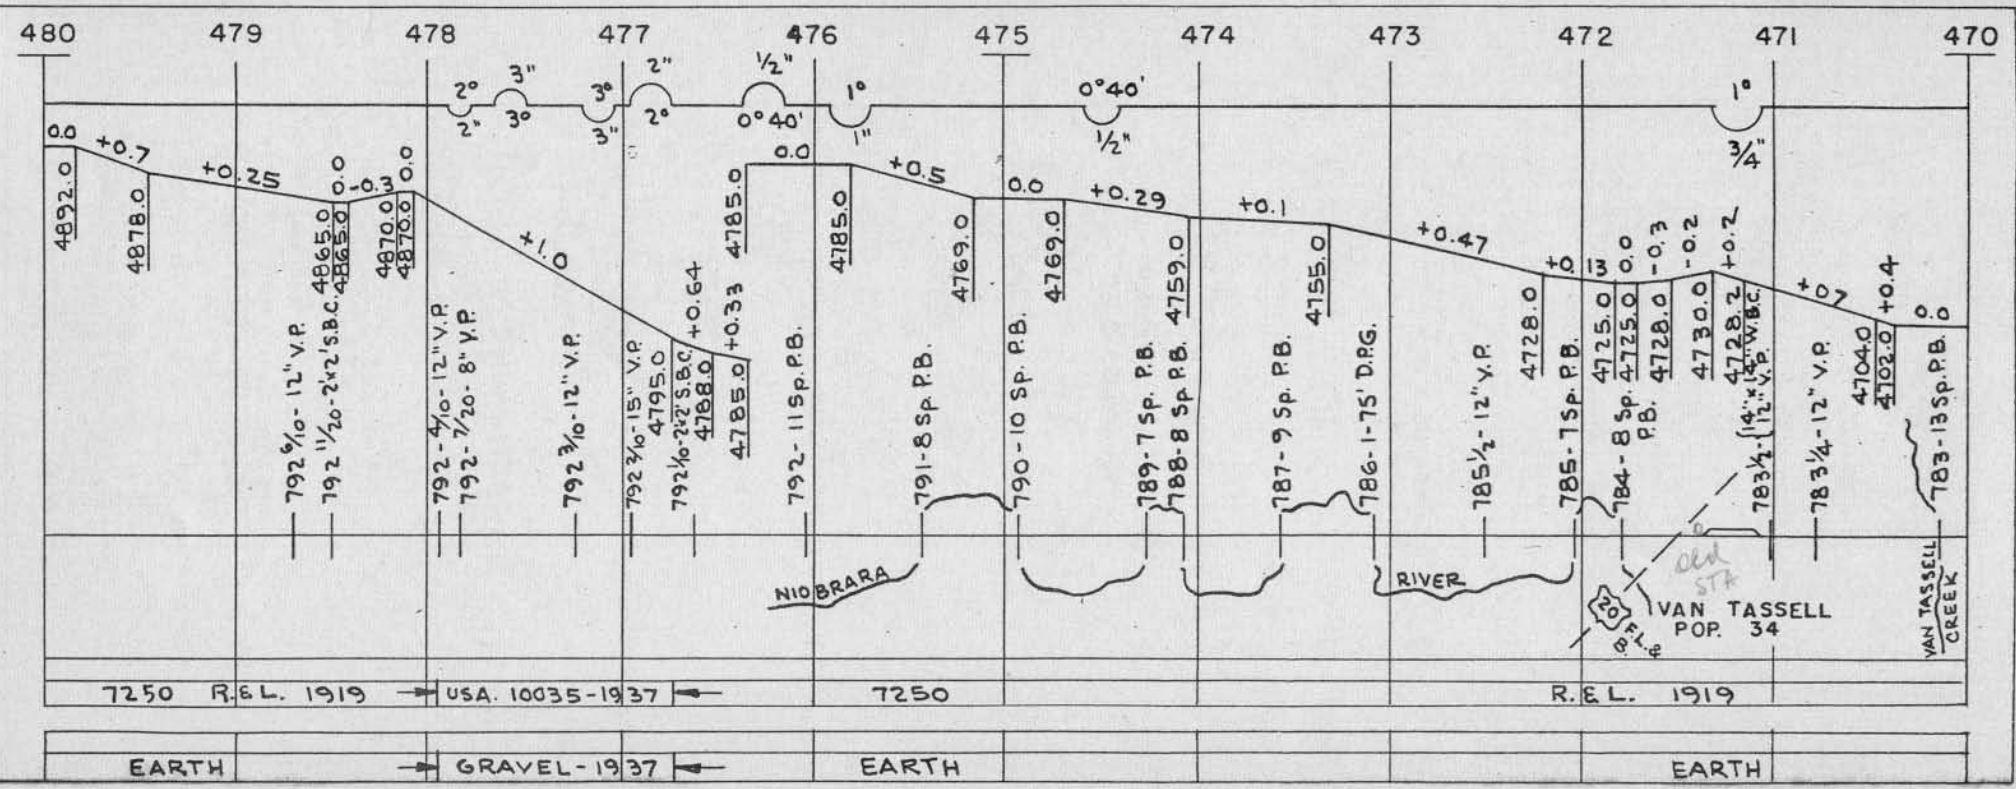 480 479 478 477 476 475 474 473 472 471 470
2° 3" 3° 2" 1/2" 1° 0°40' 1°
2" 3° 3" 2° 0°40' 1" 1/2" 3/4"
0.0 +0.7 +0.25 0.0 -0.3 0.0 +1.0 +0.64 +0.33 0.0 +0.5 0.0 +0.29 +0.1 +0.47 +0.13 0.0 -0.3 -0.2 +0.2 +0.7 +0.4 0.0
4892.0
4878.0
4865.0
4865.0
4870.0
4870.0
4795.0
4788.0
4785.0
4785.0
4785.0
4769.0
4769.0
4759.0
4755.0
4728.0
4725.0
4725.0
4728.0
4730.0
4728.2
4704.0
4702.0
792 6/10 - 12" V.P.
792 11/20 - 2'x2' S.B.C.
792 - 4/10 - 12" V.P.
792 - 7/20 - 8" V.P.
792 3/10 - 12" V.P.
792 2/10 - 15" V.P.
792 1/10 - 2'x2' S.B.C.
792 - 11 Sp. P.B.
791 - 8 Sp. P.B.
790 - 10 Sp. P.B.
789 - 7 Sp. P.B.
788 - 8 Sp. P.B.
787 - 9 Sp. P.B.
786 - 1 - 75' D.P.G.
785 1/2 - 12" V.P.
785 - 7 Sp. P.B.
784 - 8 Sp.
P.B.
783 1/2 - { 14" x 14" W.B.C.
12" V.P.
783 1/4 - 12" V.P.
783 - 13 Sp. P.B.
NIOBRARA
RIVER
Old
STA
20
F.L.&
B.
VAN TASSELL
POP. 34
VAN TASSELL
CREEK
7250 R.& L. 1919 USA. 10035-1937 7250 R.& L. 1919
EARTH GRAVEL - 1937 EARTH EARTH